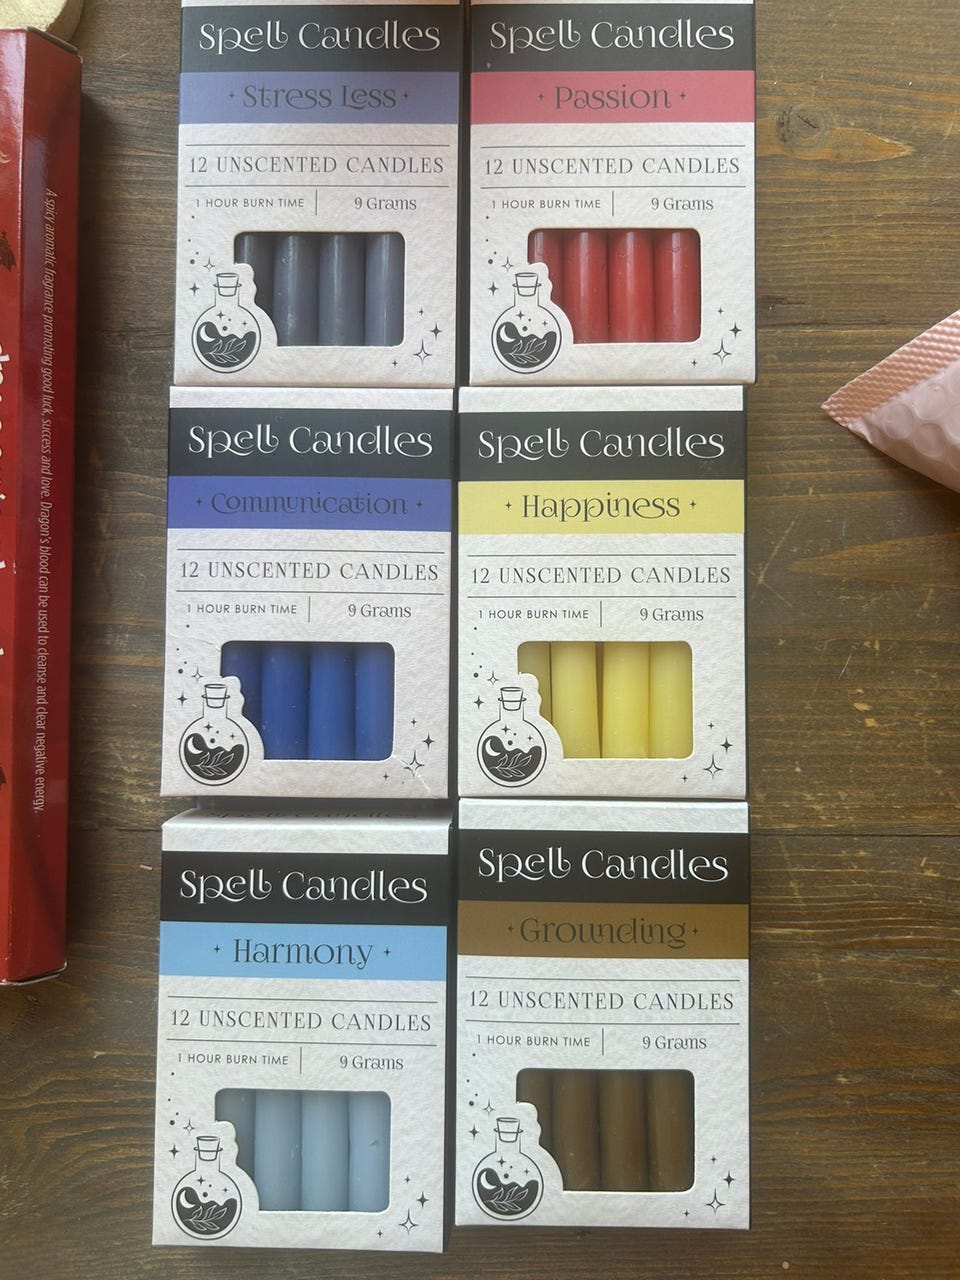 Spell Candles
Stress Less
12 UNSCENTED CANDLES
1 HOUR BURN TIME
9 Grams
Spell Candles
Passion
12 UNSCENTED CANDLES
1 HOUR BURN TIME
9 Grams
Spell Candles
Communication
12 UNSCENTED CANDLES
1 HOUR BURN TIME
9 Grams
Spell Candles
Happiness
12 UNSCENTED CANDLES
1 HOUR BURN TIME
9 Grams
Spell Candles
Harmony
12 UNSCENTED CANDLES
1 HOUR BURN TIME
9 Grams
Spell Candles
Grounding
12 UNSCENTED CANDLES
1 HOUR BURN TIME
9 Grams
A spicy aromatic fragrance promoting good luck, success and love. Dragon's blood can be used to cleanse and clear negative energy.